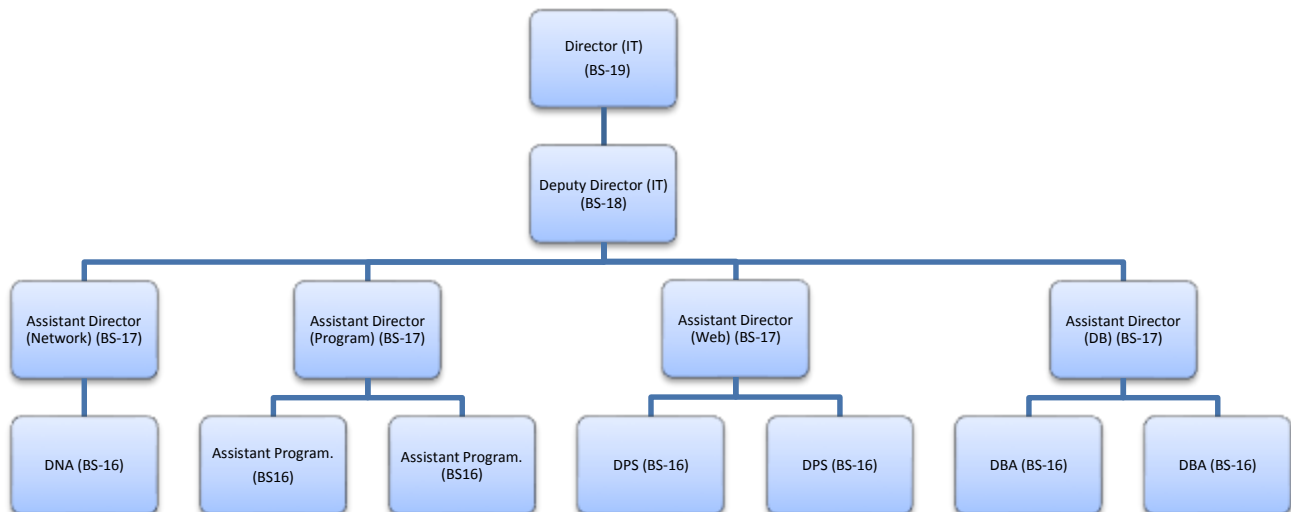 Director (IT)
(BS-19)
Deputy Director (IT)
(BS-18)
Assistant Director
(Network) (BS-17)
Assistant Director
(Program) (BS-17)
Assistant Director
(Web) (BS-17)
Assistant Director
(DB) (BS-17)
DNA (BS-16)
Assistant Program.
(BS16)
Assistant Program.
(BS16)
DPS (BS-16)
DPS (BS-16)
DBA (BS-16)
DBA (BS-16)